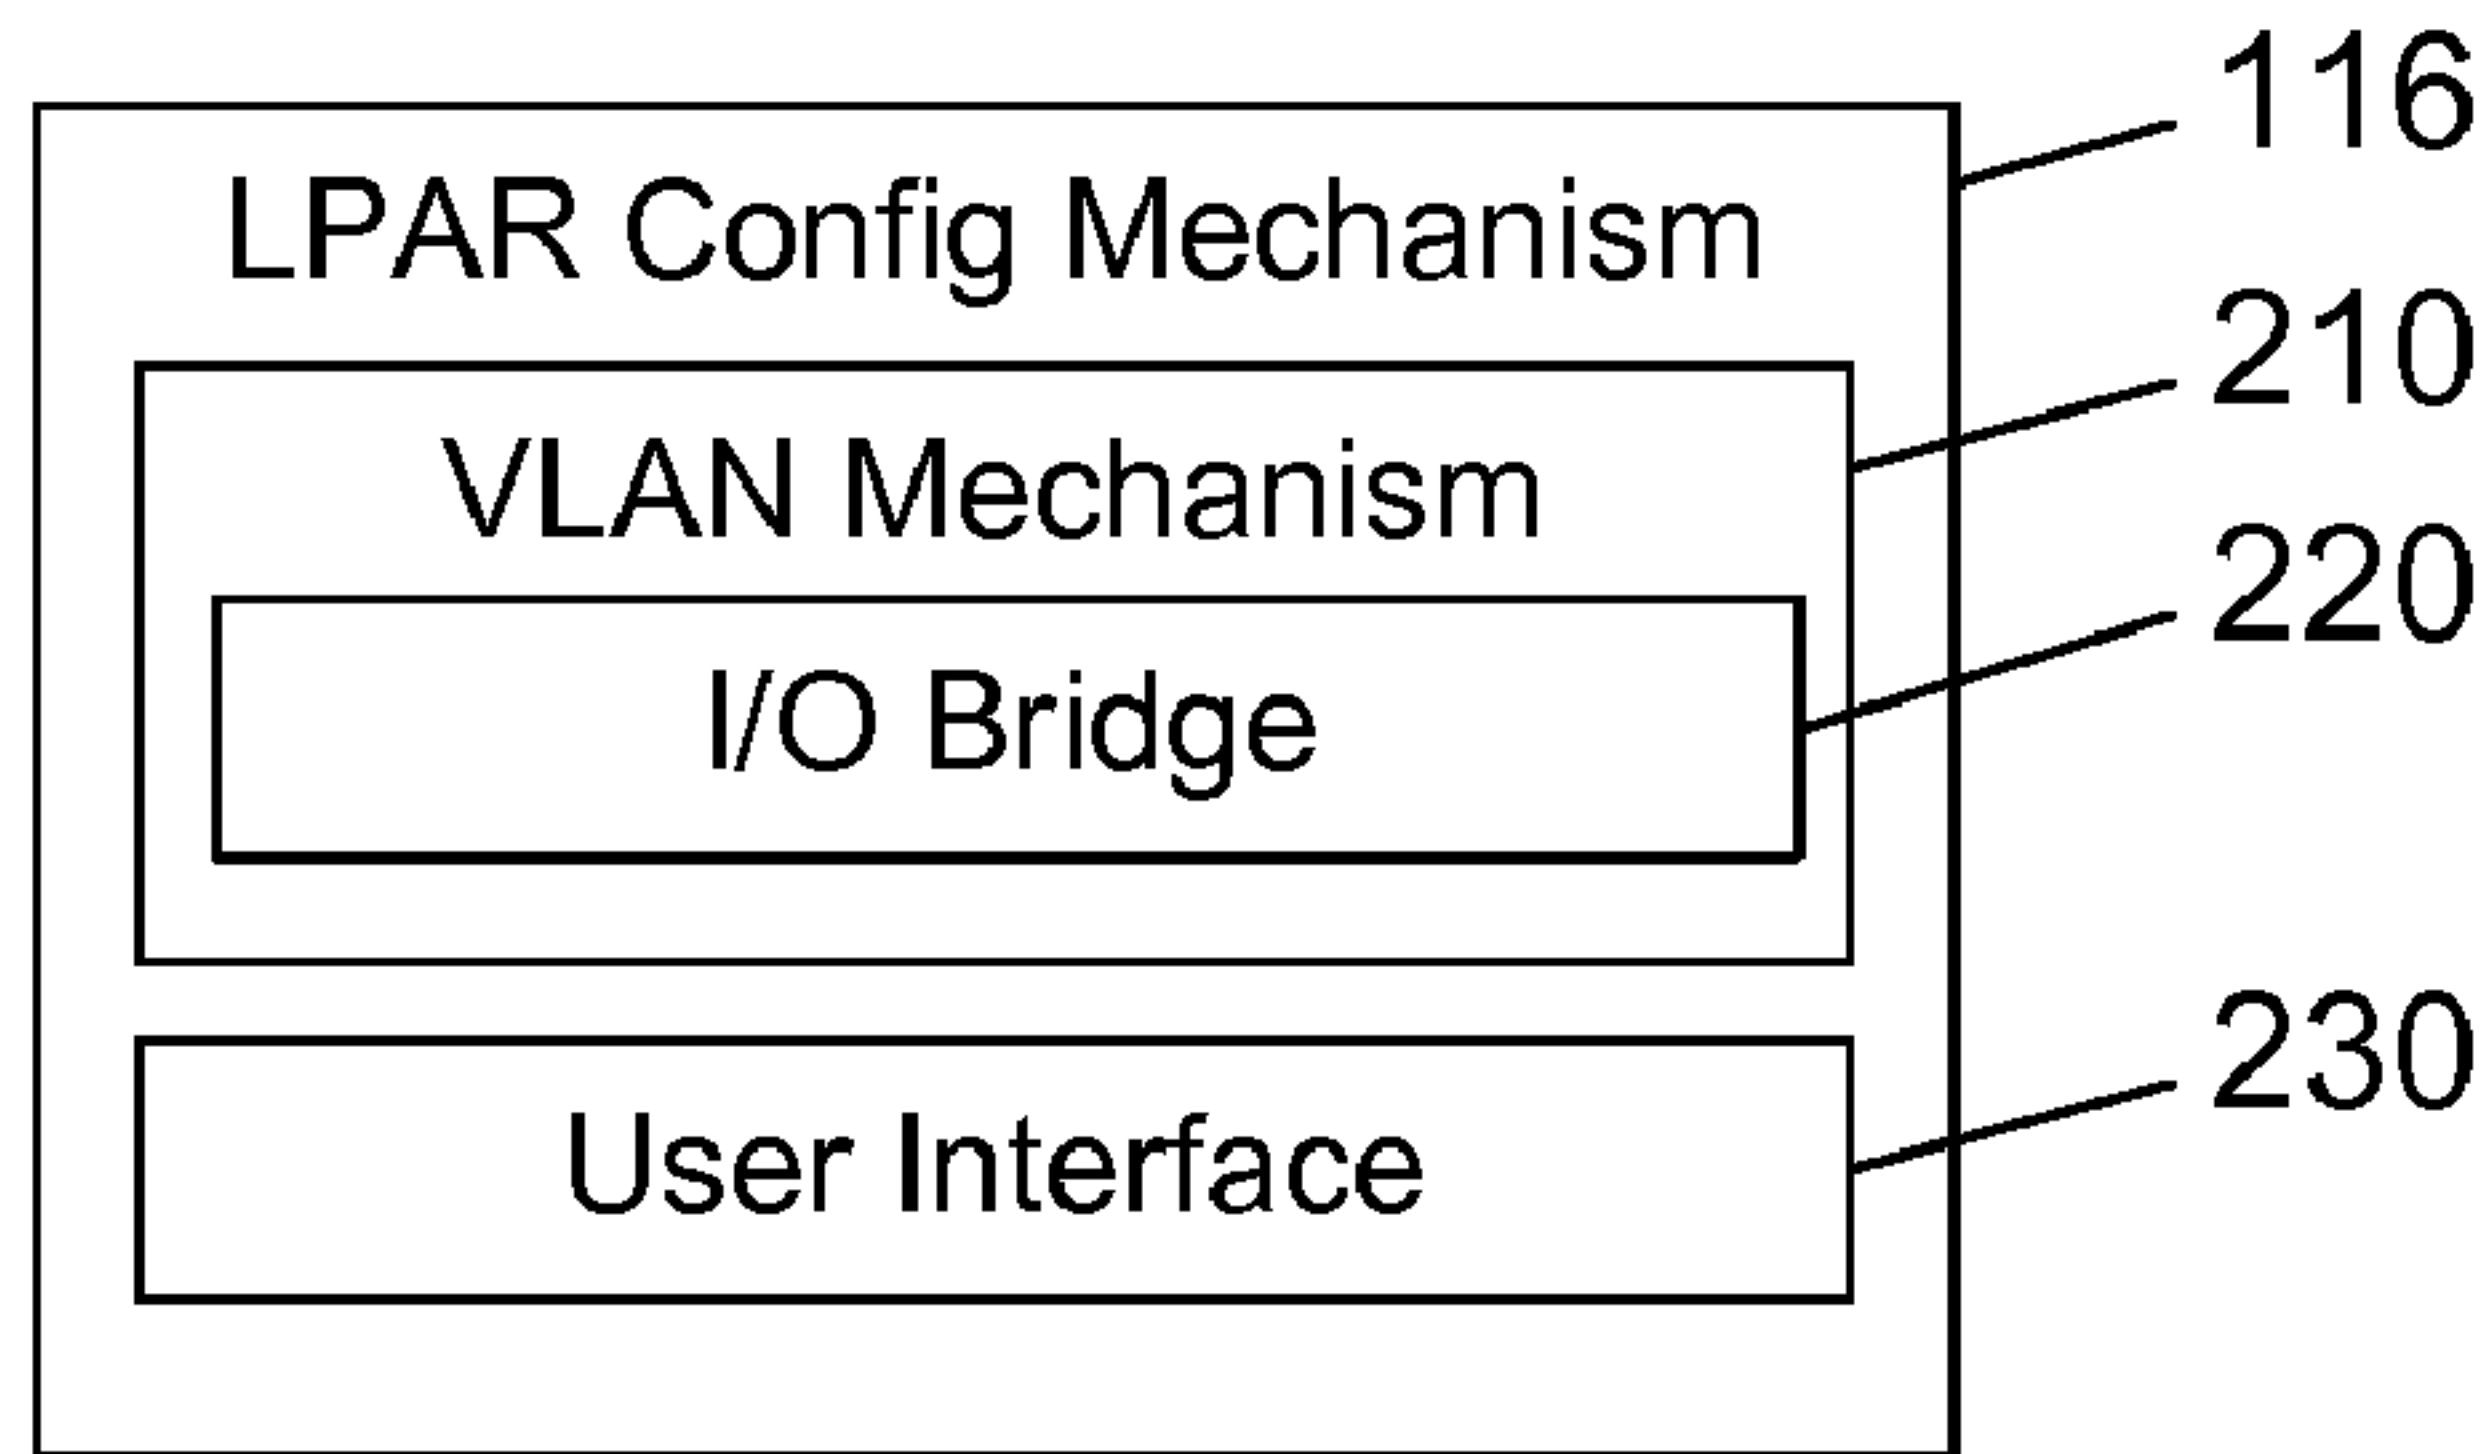 116
LPAR Config Mechanism
210
VLAN Mechanism
220
I/O Bridge
230
User Interface